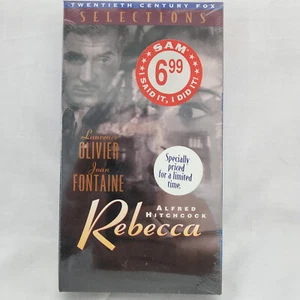 TWENTIETH CENTURY FOX
SELECTIONS
SAM
6.99
I SAID IT, I DID IT!
Laurence
OLIVIER
Joan
FONTAINE
Specially
priced
for a limited
time.
ALFRED
HITCHCOCK
Rebecca